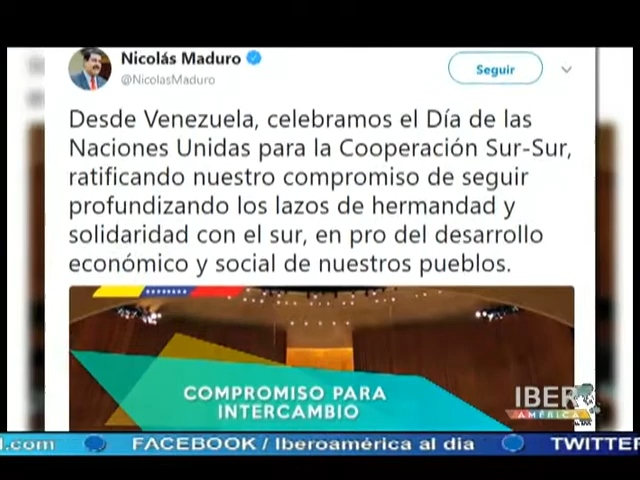 Nicolás Maduro
@NicolasMaduro
Seguir
Desde Venezuela, celebramos el Día de las
Naciones Unidas para la Cooperación Sur-Sur,
ratificando nuestro compromiso de seguir
profundizando los lazos de hermandad y
solidaridad con el sur, en pro del desarrollo
económico y social de nuestros pueblos.
COMPROMISO PARA
INTERCAMBIO
IBER
AMÉRICA
l.com FACEBOOK / Iberoamérica al dia TWITTER